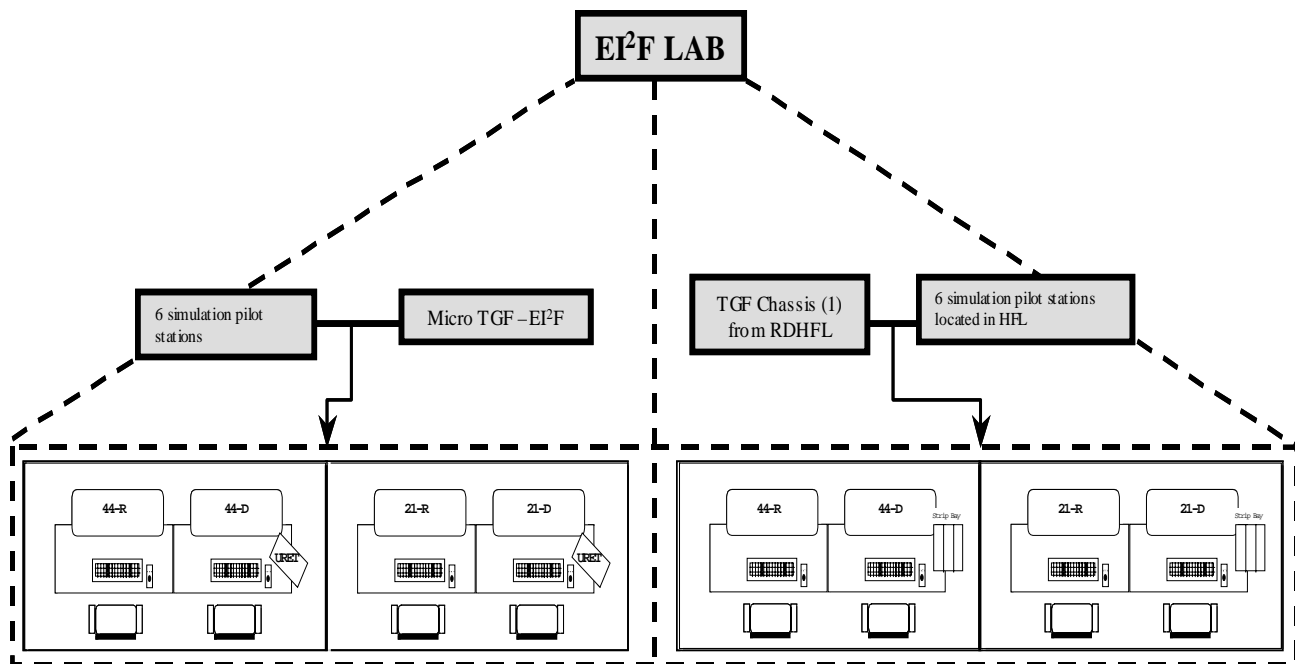 EI²F LAB
6 simulation pilot
stations
Micro TGF – EI²F
TGF Chassis (1)
from RDHFL
6 simulation pilot stations
located in HFL
44-R
44-D
URET
21-R
21-D
URET
44-R
44-D
Strip Bay
21-R
21-D
Strip Bay